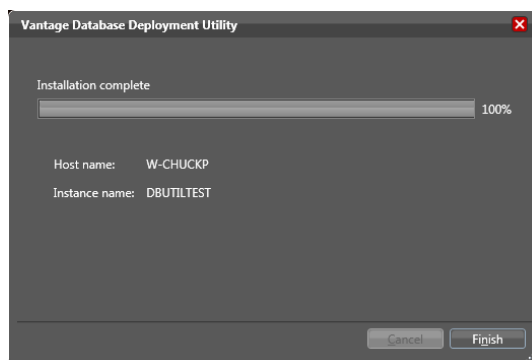 Vantage Database Deployment Utility
Installation complete
100%
Host name: W-CHUCKP
Instance name: DBUTILTEST
Cancel Finish